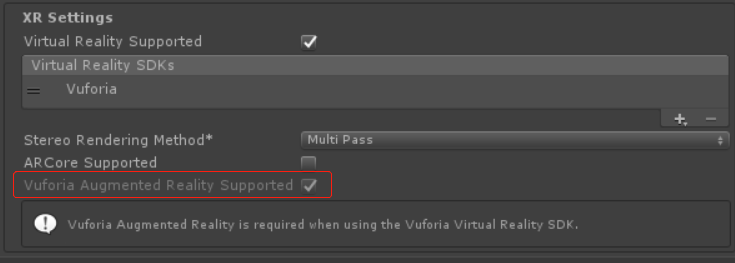 XR Settings
Virtual Reality Supported
Virtual Reality SDKs
Vuforia
Stereo Rendering Method* Multi Pass
ARCore Supported
Vuforia Augmented Reality Supported
Vuforia Augmented Reality is required when using the Vuforia Virtual Reality SDK.